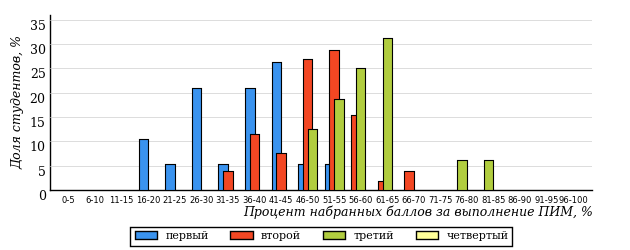 Доля студентов, %
35
30
25
20
15
10
5
0
0-5 6-10 11-15 16-20 21-25 26-30 31-35 36-40 41-45 46-50 51-55 56-60 61-65 66-70 71-75 76-80 81-85 86-90 91-95 96-100
Процент набранных баллов за выполнение ПИМ, %
первый второй третий четвертый